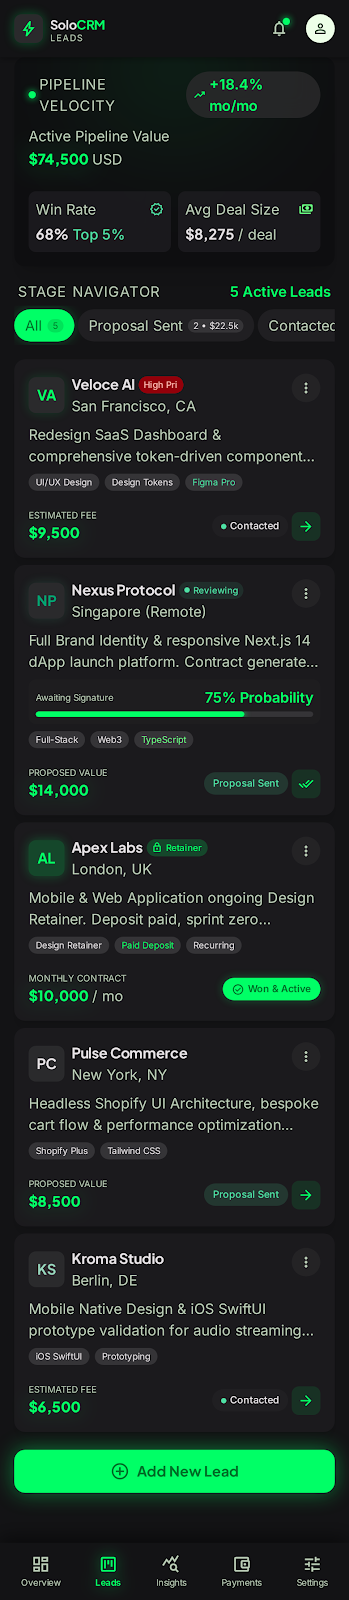 SoloCRM
LEADS
PIPELINE
VELOCITY
+18.4%
mo/mo
Active Pipeline Value
$74,500 USD
Win Rate
68% Top 5%
Avg Deal Size
$8,275 / deal
STAGE NAVIGATOR
5 Active Leads
All 5
Proposal Sent 2 • $22.5k
Contacted
VA
Veloce AI High Pri
San Francisco, CA
Redesign SaaS Dashboard &
comprehensive token-driven component...
UI/UX Design Design Tokens Figma Pro
ESTIMATED FEE
$9,500
Contacted
NP
Nexus Protocol Reviewing
Singapore (Remote)
Full Brand Identity & responsive Next.js 14
dApp launch platform. Contract generate...
Awaiting Signature 75% Probability
Full-Stack Web3 TypeScript
PROPOSED VALUE
$14,000
Proposal Sent
AL
Apex Labs Retainer
London, UK
Mobile & Web Application ongoing Design
Retainer. Deposit paid, sprint zero...
Design Retainer Paid Deposit Recurring
MONTHLY CONTRACT
$10,000 / mo
Won & Active
PC
Pulse Commerce
New York, NY
Headless Shopify UI Architecture, bespoke
cart flow & performance optimization...
Shopify Plus Tailwind CSS
PROPOSED VALUE
$8,500
Proposal Sent
KS
Kroma Studio
Berlin, DE
Mobile Native Design & iOS SwiftUI
prototype validation for audio streaming...
iOS SwiftUI Prototyping
ESTIMATED FEE
$6,500
Contacted
Add New Lead
Overview Leads Insights Payments Settings